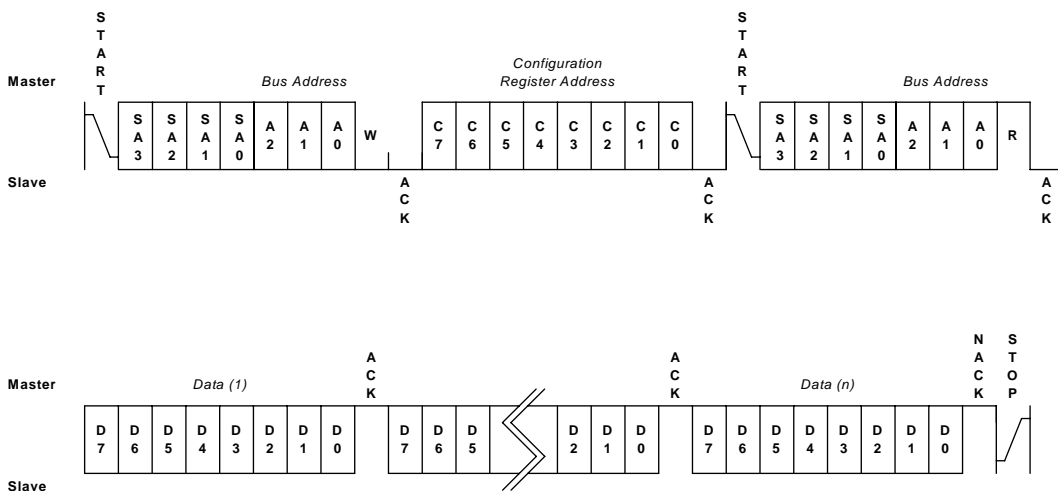 START
START
Configuration
Master Bus Address Register Address Bus Address
SA3 SA2 SA1 SA0 A2 A1 A0 W C7 C6 C5 C4 C3 C2 C1 C0 SA3 SA2 SA1 SA0 A2 A1 A0 R
Slave ACK ACK ACK
ACK ACK NACK STOP
Master Data (1) Data (n)
D7 D6 D5 D4 D3 D2 D1 D0 D7 D6 D5 D2 D1 D0 D7 D6 D5 D4 D3 D2 D1 D0
Slave